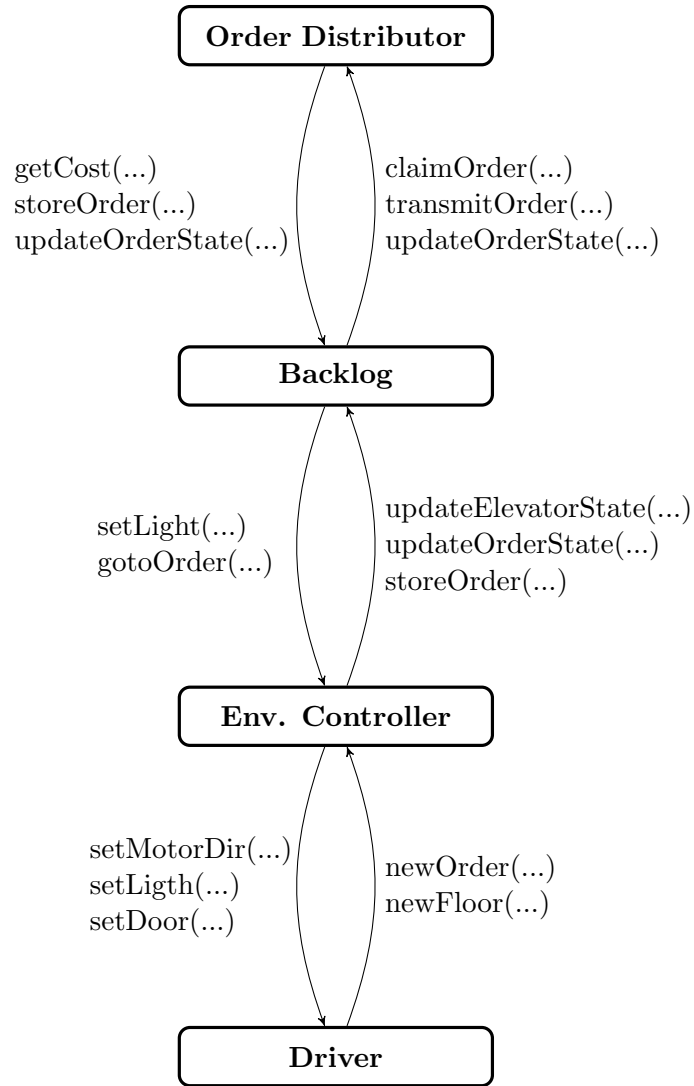 Order Distributor
getCost(...)
storeOrder(...)
updateOrderState(...)
claimOrder(...)
transmitOrder(...)
updateOrderState(...)
Backlog
setLight(...)
gotoOrder(...)
updateElevatorState(...)
updateOrderState(...)
storeOrder(...)
Env. Controller
setMotorDir(...)
setLigth(...)
setDoor(...)
newOrder(...)
newFloor(...)
Driver